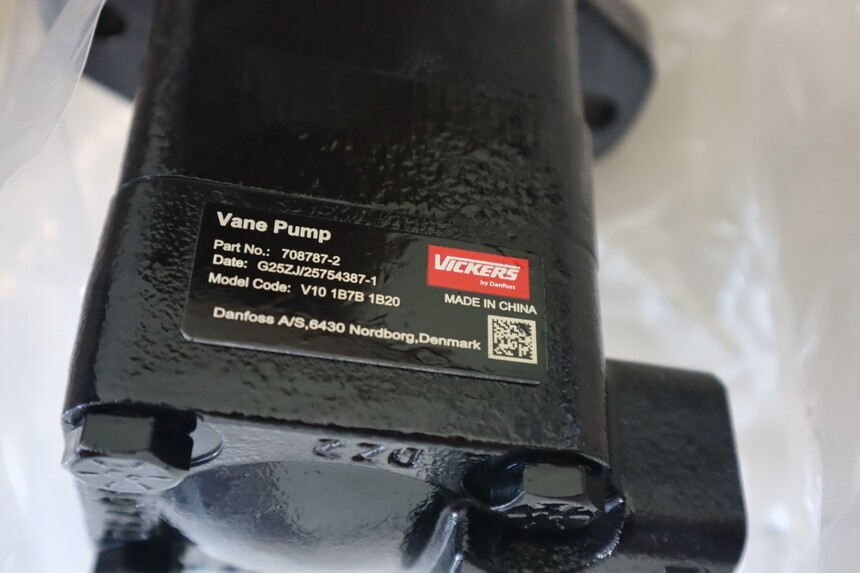 Vane Pump
Part No.: 708787-2
Date: G25ZJ/25754387-1
Model Code: V10 1B7B 1B20
VICKERS
by Danfoss
MADE IN CHINA
Danfoss A/S,6430 Nordborg,Denmark